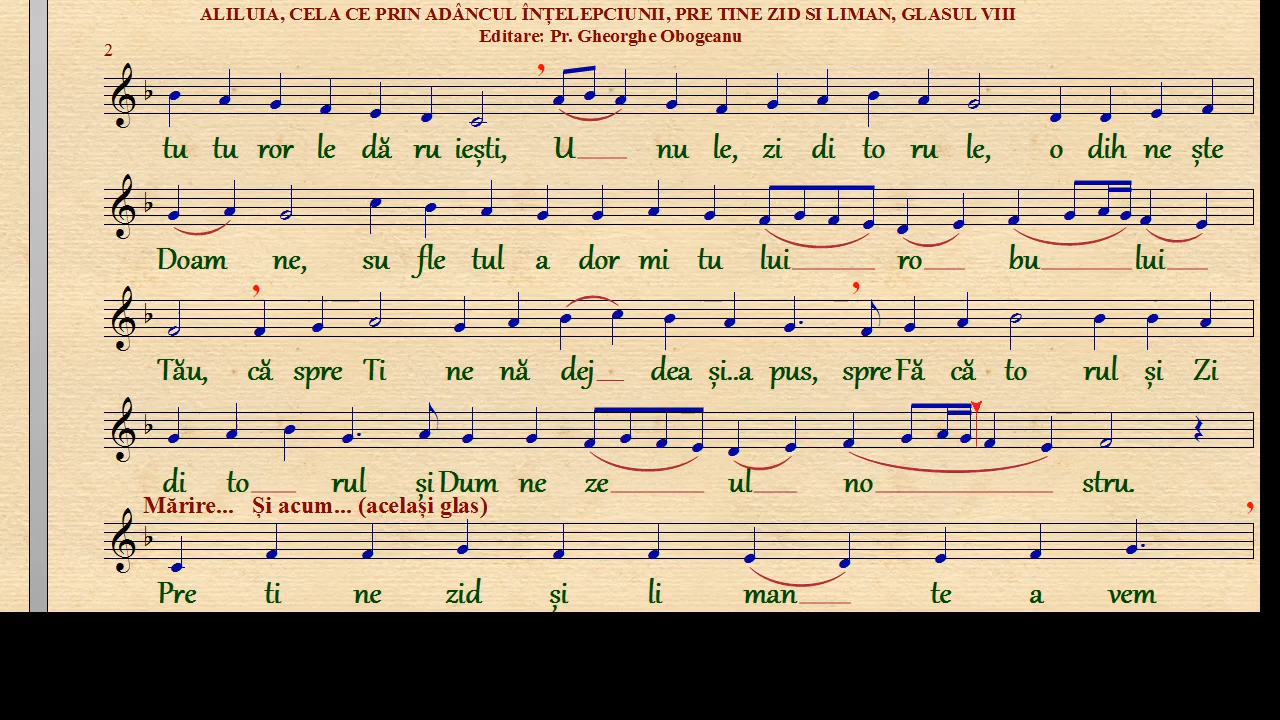 ALILUIA, CELA CE PRIN ADÂNCUL ÎNȚELEPCIUNII, PRE TINE ZID SI LIMAN, GLASUL VIII
Editare: Pr. Gheorghe Obogeanu
2
tu tu ror le dă ru iești, U nu le, zi di to ru le, o dih ne ște
Doam ne, su fle tul a dor mi tu lui ro bu lui
Tău, că spre Ti ne nă dej dea și..a pus, spre Fă că to rul și Zi
di to rul și Dum ne ze ul no stru.
Mărire... Și acum... (același glas)
Pre ti ne zid și li man te a vem